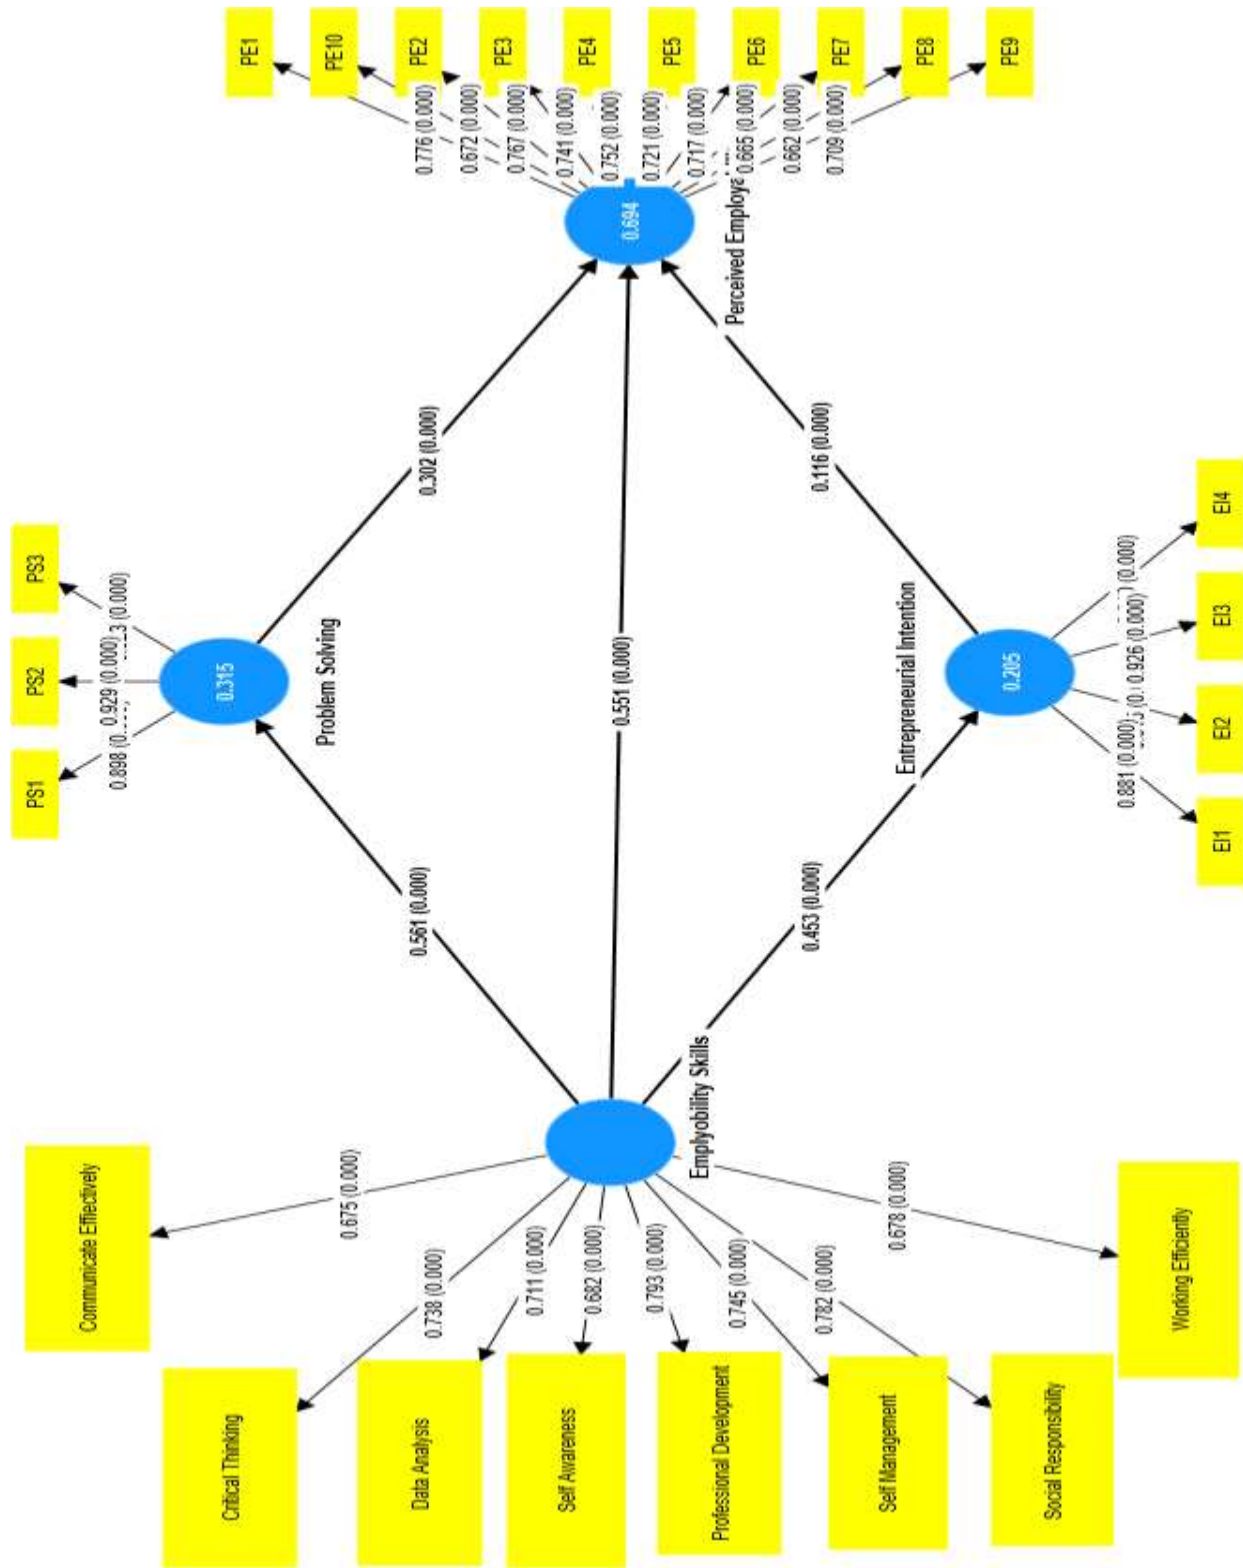 Communicate Effectively
Critical Thinking
Data Analysis
Self Awareness
Professional Development
Self Management
Social Responsibility
Working Efficiently
0.675 (0.000)
0.738 (0.000)
0.711 (0.000)
0.682 (0.000)
0.793 (0.000)
0.745 (0.000)
0.782 (0.000)
0.678 (0.000)
Emplyobility Skills
0.561 (0.000)
0.551 (0.000)
0.453 (0.000)
PS1
PS2
PS3
0.898
0.929 (0.000)
(0.000)
0.315
Problem Solving
EI1
EI2
EI3
EI4
0.881 (0.000)
0.926 (0.000)
(0.000)
0.205
Entrepreneurial Intention
0.302 (0.000)
0.116 (0.000)
0.694
Perceived
0.776 (0.000)
0.672 (0.000)
0.767 (0.000)
0.741 (0.000)
0.752 (0.000)
0.721 (0.000)
0.717 (0.000)
0.665 (0.000)
0.662 (0.000)
0.709 (0.000)
PE1
PE10
PE2
PE3
PE4
PE5
PE6
PE7
PE8
PE9